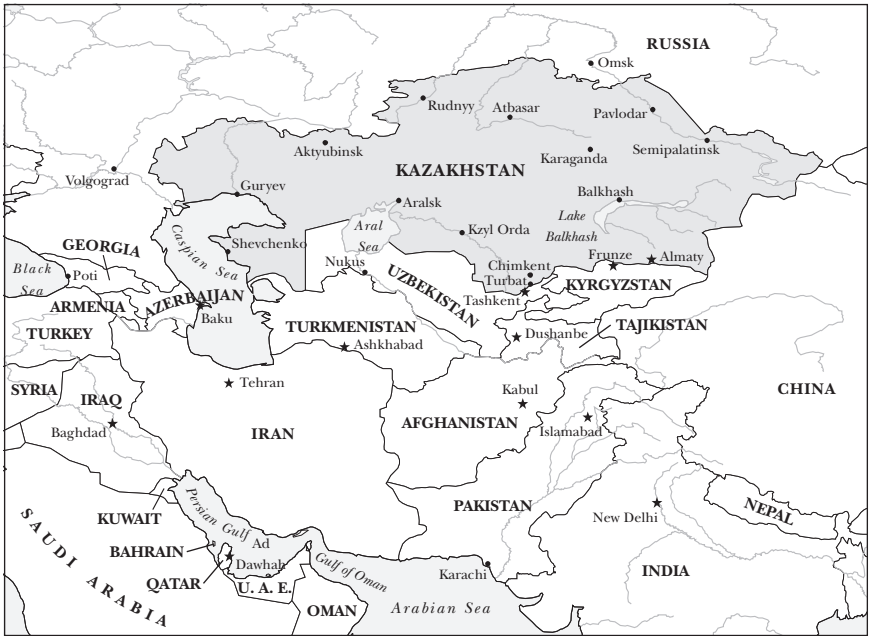 RUSSIA
Omsk
Rudnyy
Atbasar
Pavlodar
Aktyubinsk
Karaganda
Semipalatinsk
KAZAKHSTAN
Volgograd
Guryev
Balkhash
Aralsk
Lake
Balkhash
Aral
Sea
Kzyl Orda
Caspian Sea
Shevchenko
GEORGIA
Frunze
Almaty
Black
Sea
Poti
Nukus
Chimkent
Turbat
KYRGYZSTAN
UZBEKISTAN
Tashkent
ARMENIA
AZERBAIJAN
Baku
TURKEY
TURKMENISTAN
TAJIKISTAN
Dushanbe
Ashkhabad
Tehran
SYRIA
IRAQ
Kabul
CHINA
AFGHANISTAN
Baghdad
IRAN
Islamabad
Persian Gulf
PAKISTAN
KUWAIT
New Delhi
NEPAL
SAUDI ARABIA
BAHRAIN
Ad
Dawhah
Gulf of Oman
QATAR
U. A. E.
Karachi
INDIA
OMAN
Arabian Sea